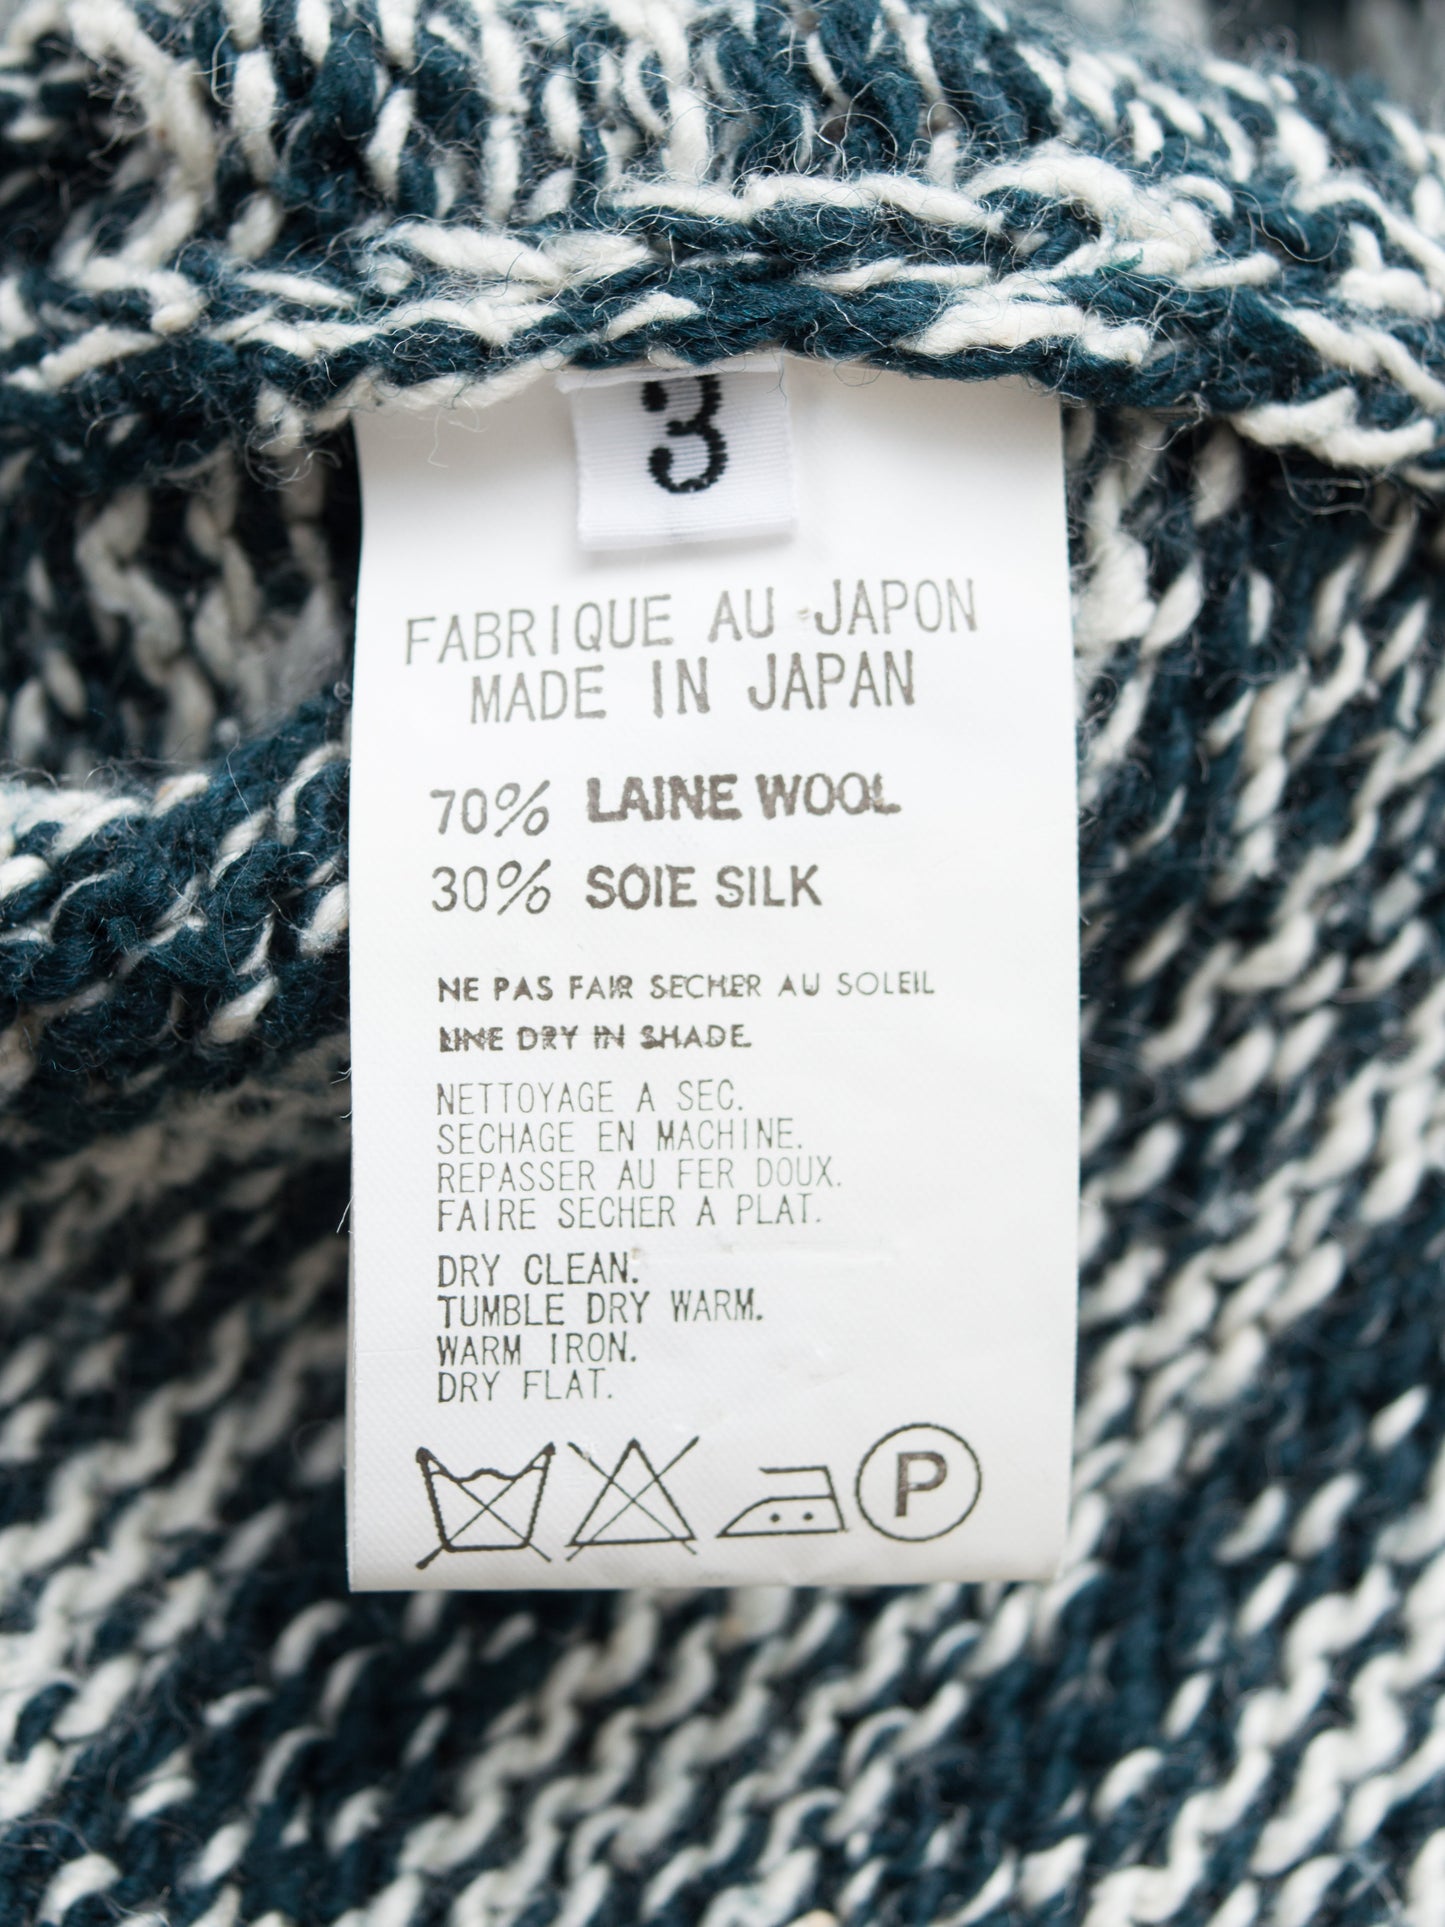 3
FABRIQUE AU JAPON
MADE IN JAPAN
70% LAINE WOOL
30% SOIE SILK
NE PAS FAIR SECHER AU SOLEIL
LINE DRY IN SHADE.
NETTOYAGE A SEC.
SECHAGE EN MACHINE.
REPASSER AU FER DOUX.
FAIRE SECHER A PLAT.
DRY CLEAN.
TUMBLE DRY WARM.
WARM IRON.
DRY FLAT.
P